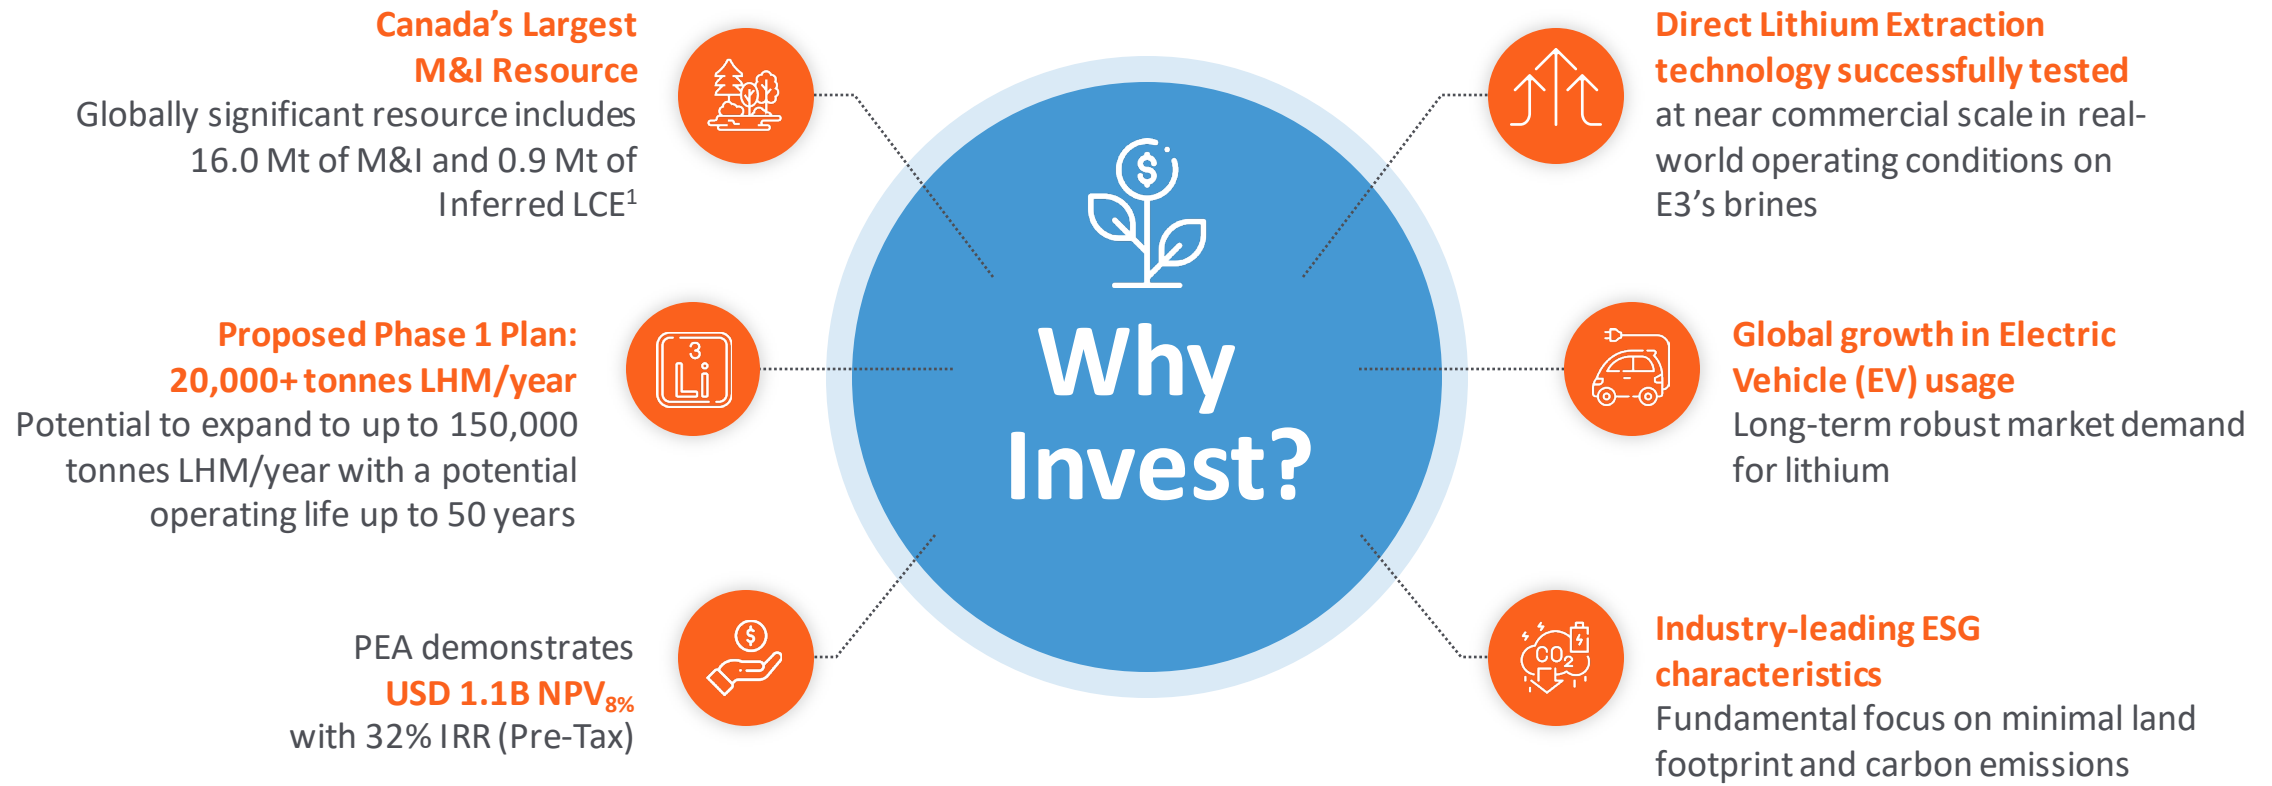 Canada's Largest
M&I Resource
Globally significant resource includes
16.0 Mt of M&I and 0.9 Mt of
Inferred LCE¹
Proposed Phase 1 Plan:
20,000+ tonnes LHM/year
Potential to expand to up to 150,000
tonnes LHM/year with a potential
operating life up to 50 years
3
Li
PEA demonstrates
USD 1.1B NPV8%
with 32% IRR (Pre-Tax)
$
$
Why
Invest?
Direct Lithium Extraction
technology successfully tested
at near commercial scale in real-
world operating conditions on
E3's brines
Global growth in Electric
Vehicle (EV) usage
Long-term robust market demand
for lithium
CO₂
Industry-leading ESG
characteristics
Fundamental focus on minimal land
footprint and carbon emissions